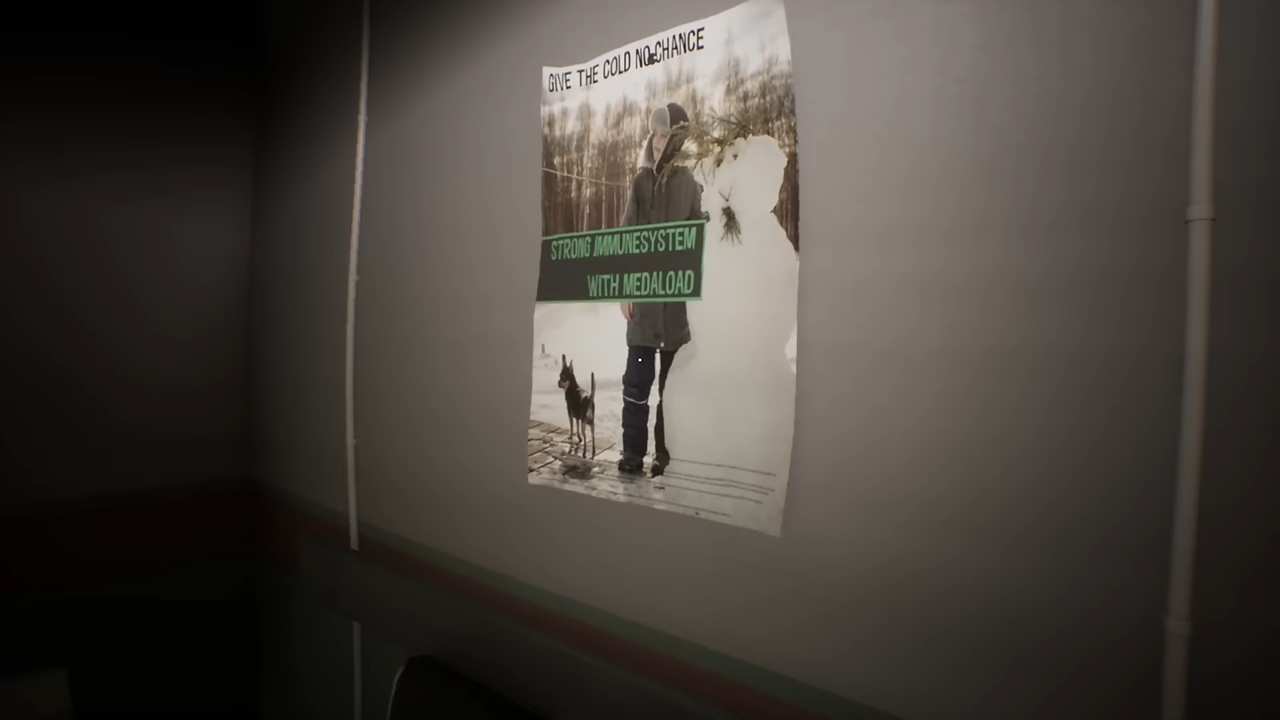 GIVE THE COLD NO CHANCE
STRONG IMMUNESYSTEM
WITH MEDALOAD